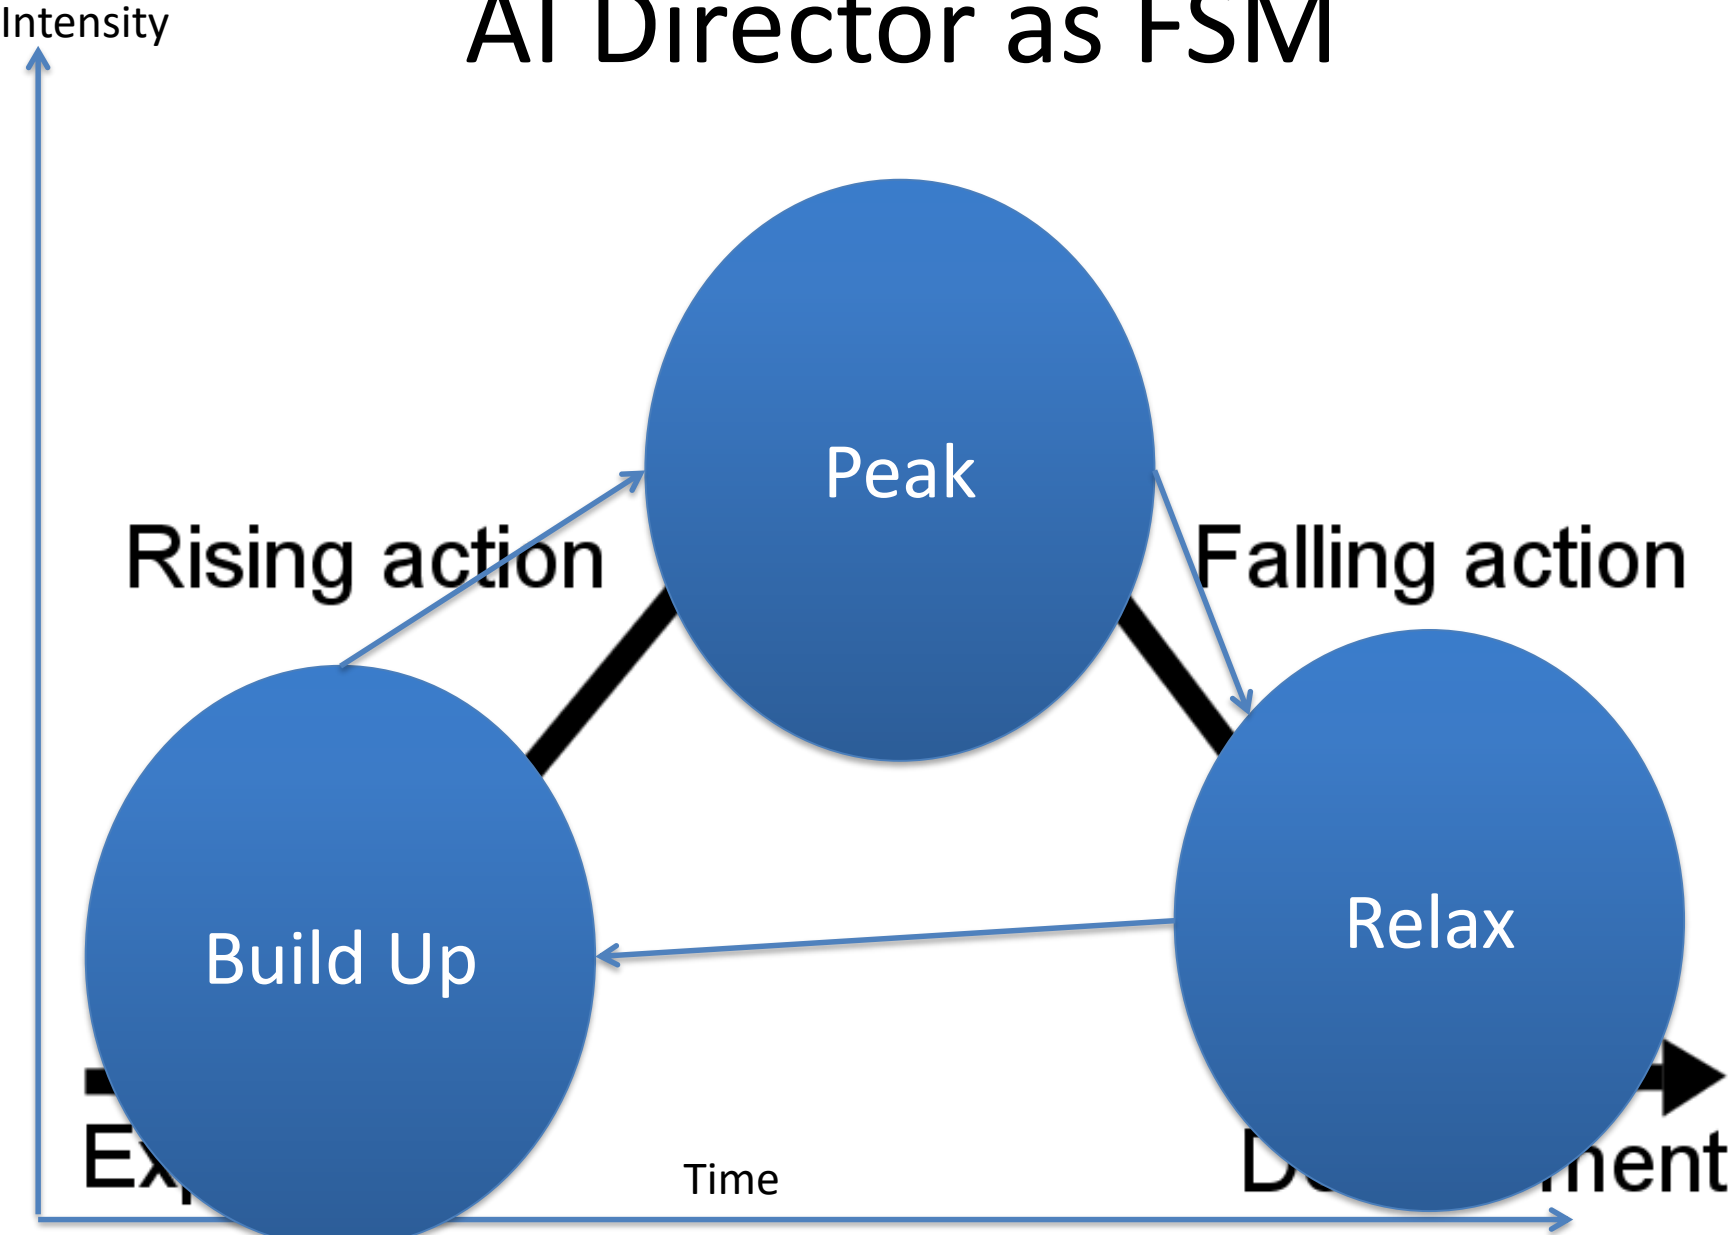 Intensity
AI Director as FSM
Peak
Rising action
Falling action
Build Up
Relax
Time